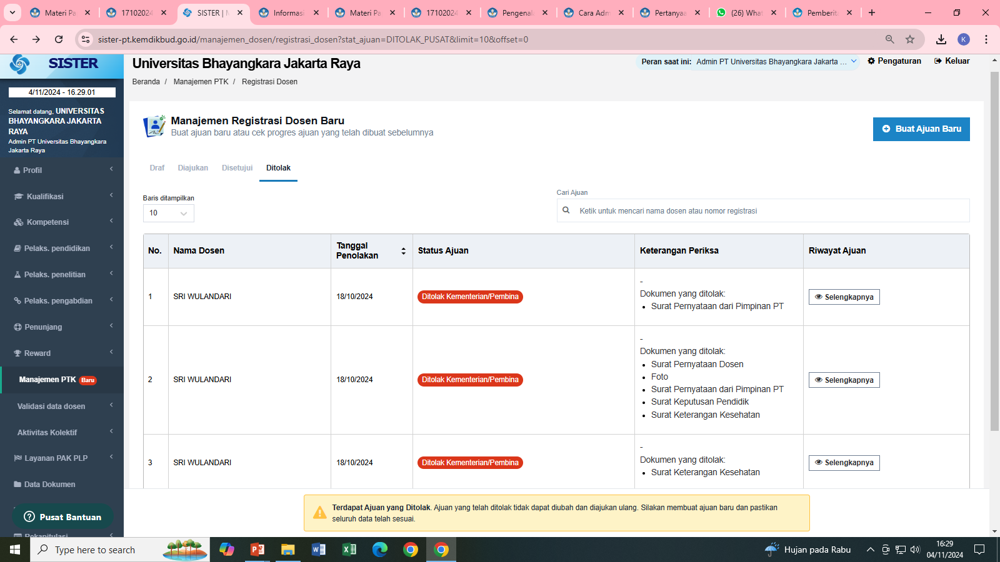 Materi Pa
17102024
SISTER | M
Informasi
Materi Pa
17102024
Pengenal
Cara Adm
Pertanya
(26) What
Pemberit
sister-pt.kemdikbud.go.id/manajemen_dosen/registrasi_dosen?stat_ajuan=DITOLAK_PUSAT&limit=10&offset=0
K
SISTER
Universitas Bhayangkara Jakarta Raya
Peran saat ini: Admin PT Universitas Bhayangkara Jakarta ...
Pengaturan
Keluar
Beranda / Manajemen PTK / Registrasi Dosen
4/11/2024 - 16.29.01
Selamat datang, UNIVERSITAS
BHAYANGKARA JAKARTA
RAYA
Admin PT Universitas Bhayangkara
Jakarta Raya
Profil
Kualifikasi
Kompetensi
Pelaks. pendidikan
Pelaks. penelitian
Pelaks. pengabdian
Penunjang
Reward
Manajemen PTK Baru
Validasi data dosen
Aktivitas Kolektif
Layanan PAK PLP
Data Dokumen
Pusat Bantuan
Rekapitulasi
Manajemen Registrasi Dosen Baru
Buat ajuan baru atau cek progres ajuan yang telah dibuat sebelumnya
Buat Ajuan Baru
Draf
Diajukan
Disetujui
Ditolak
Baris ditampilkan
10
Cari Ajuan
Ketik untuk mencari nama dosen atau nomor registrasi
No.
Nama Dosen
Tanggal
Penolakan
Status Ajuan
Keterangan Periksa
Riwayat Ajuan
1
SRI WULANDARI
18/10/2024
Ditolak Kementerian/Pembina
-
Dokumen yang ditolak:
• Surat Pernyataan dari Pimpinan PT
Selengkapnya
2
SRI WULANDARI
18/10/2024
Ditolak Kementerian/Pembina
-
Dokumen yang ditolak:
• Surat Pernyataan Dosen
• Foto
• Surat Pernyataan dari Pimpinan PT
• Surat Keputusan Pendidik
• Surat Keterangan Kesehatan
Selengkapnya
3
SRI WULANDARI
18/10/2024
Ditolak Kementerian/Pembina
-
Dokumen yang ditolak:
• Surat Keterangan Kesehatan
Selengkapnya
Terdapat Ajuan yang Ditolak. Ajuan yang telah ditolak tidak dapat diubah dan diajukan ulang. Silakan membuat ajuan baru dan pastikan
seluruh data telah sesuai.
Type here to search
Hujan pada Rabu
16:29
04/11/2024